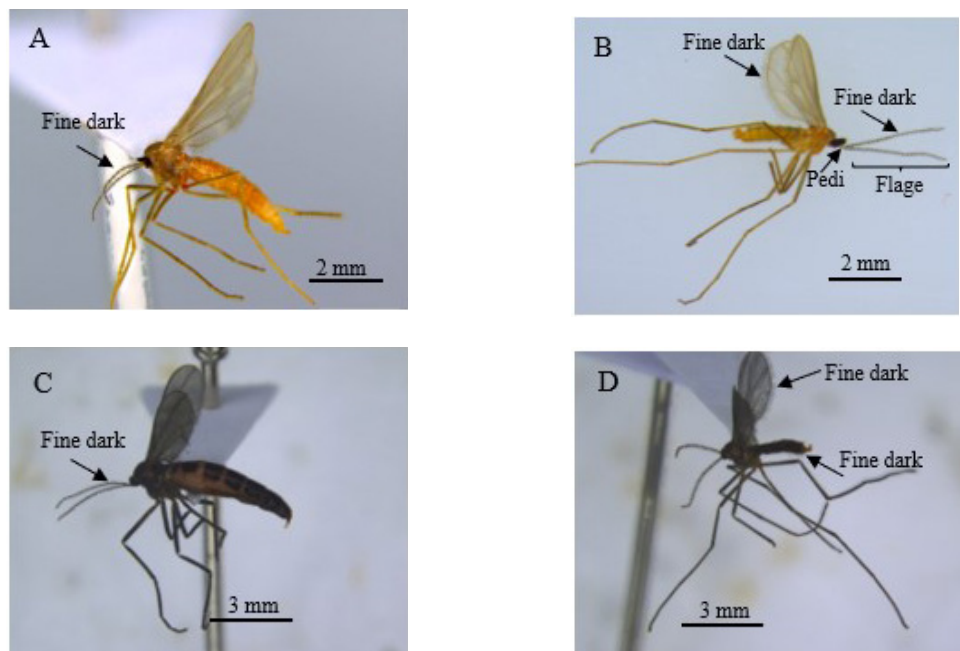 A
Fine dark
2 mm
B
Fine dark
Fine dark
Pedi
Flage
2 mm
C
Fine dark
3 mm
D
Fine dark
Fine dark
3 mm